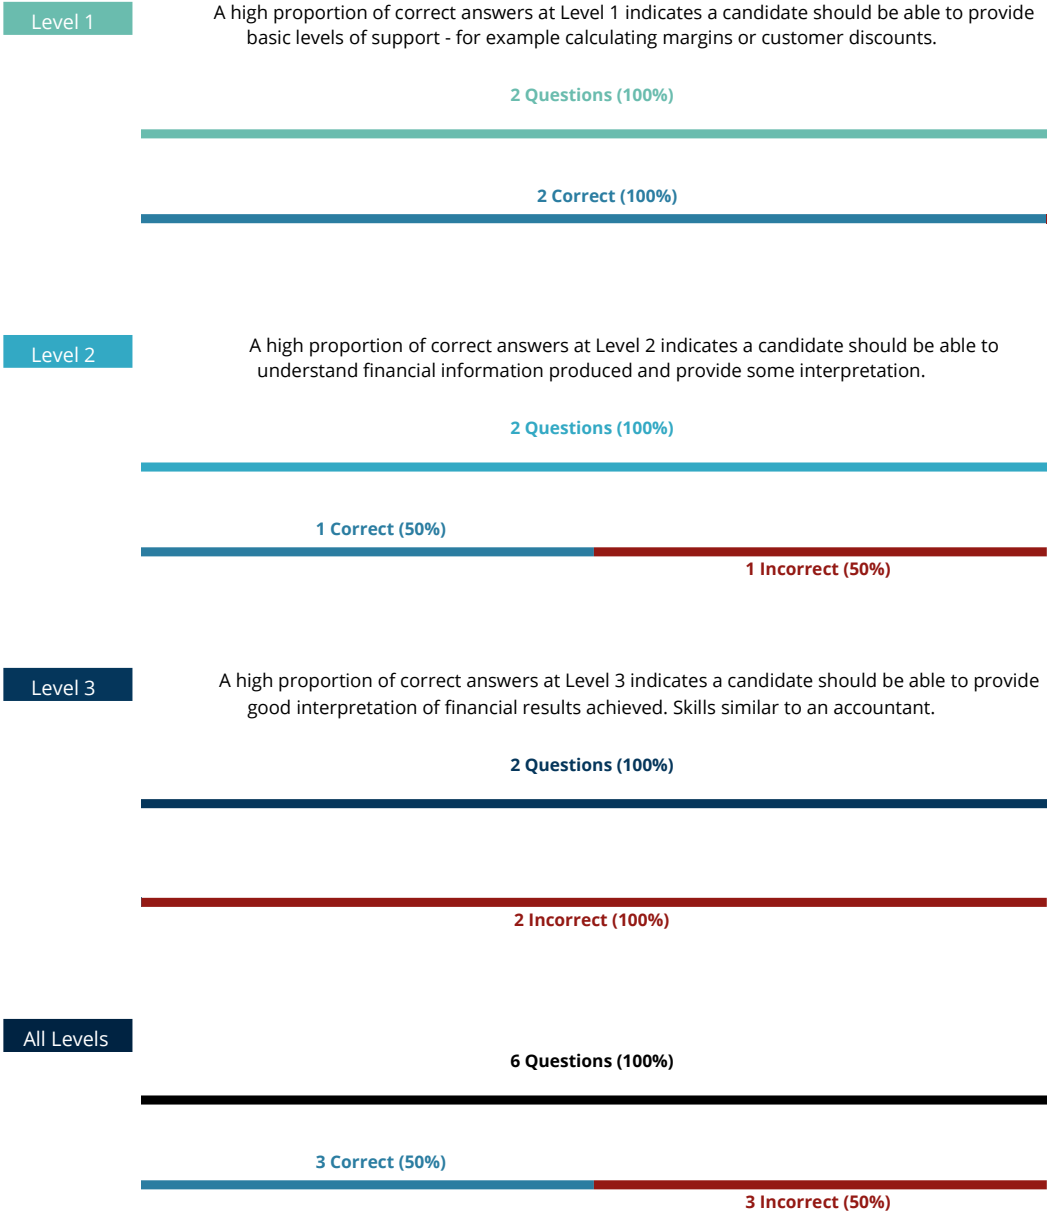 Level 1
A high proportion of correct answers at Level 1 indicates a candidate should be able to provide
basic levels of support - for example calculating margins or customer discounts.
2 Questions (100%)
2 Correct (100%)
Level 2
A high proportion of correct answers at Level 2 indicates a candidate should be able to
understand financial information produced and provide some interpretation.
2 Questions (100%)
1 Correct (50%)
1 Incorrect (50%)
Level 3
A high proportion of correct answers at Level 3 indicates a candidate should be able to provide
good interpretation of financial results achieved. Skills similar to an accountant.
2 Questions (100%)
2 Incorrect (100%)
All Levels
6 Questions (100%)
3 Correct (50%)
3 Incorrect (50%)